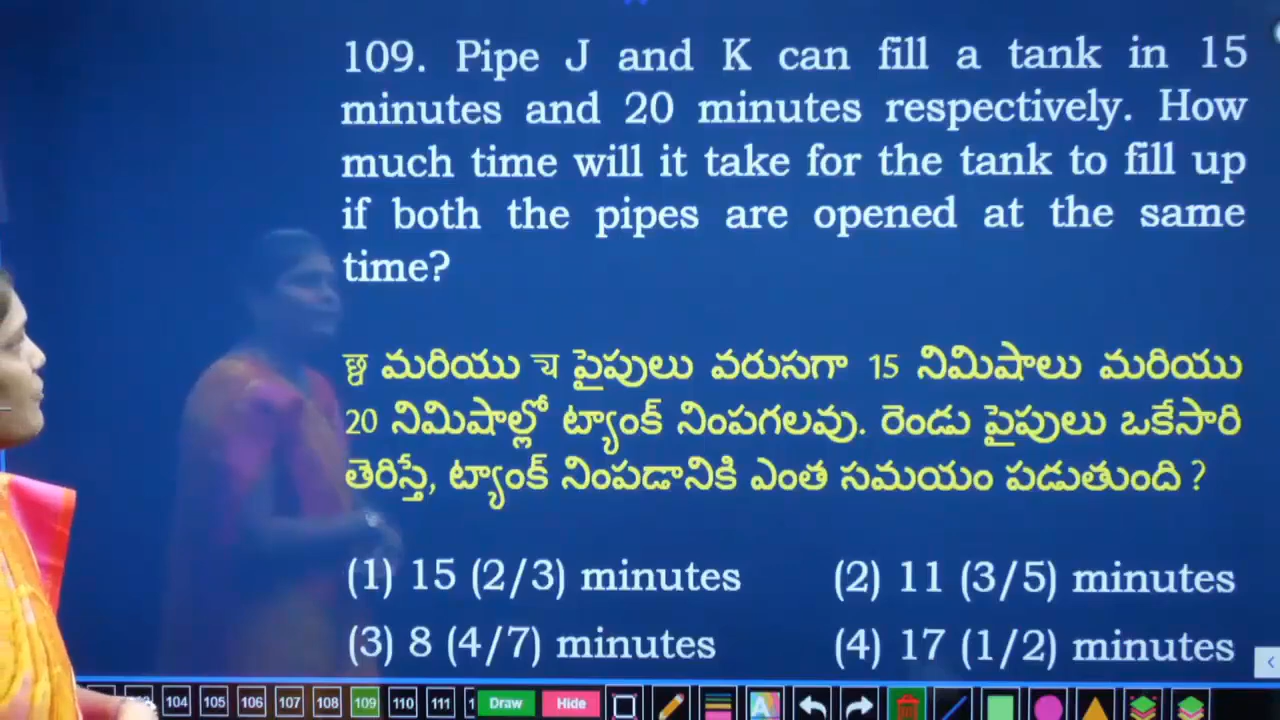 109. Pipe J and K can fill a tank in 15
minutes and 20 minutes respectively. How
much time will it take for the tank to fill up
if both the pipes are opened at the same
time?
మరియు च పైపులు వరుసగా 15 నిమిషాలు మరియు
20 నిమిషాల్లో ట్యాంక్ నింపగలవు. రెండు పైపులు ఒకేసారి
తెరిస్తే, ట్యాంక్ నింపడానికి ఎంత సమయం పడుతుంది ?
(1) 15 (2/3) minutes (2) 11 (3/5) minutes
(3) 8 (4/7) minutes (4) 17 (1/2) minutes
104 105 106 107 108 109 110 111 Draw Hide